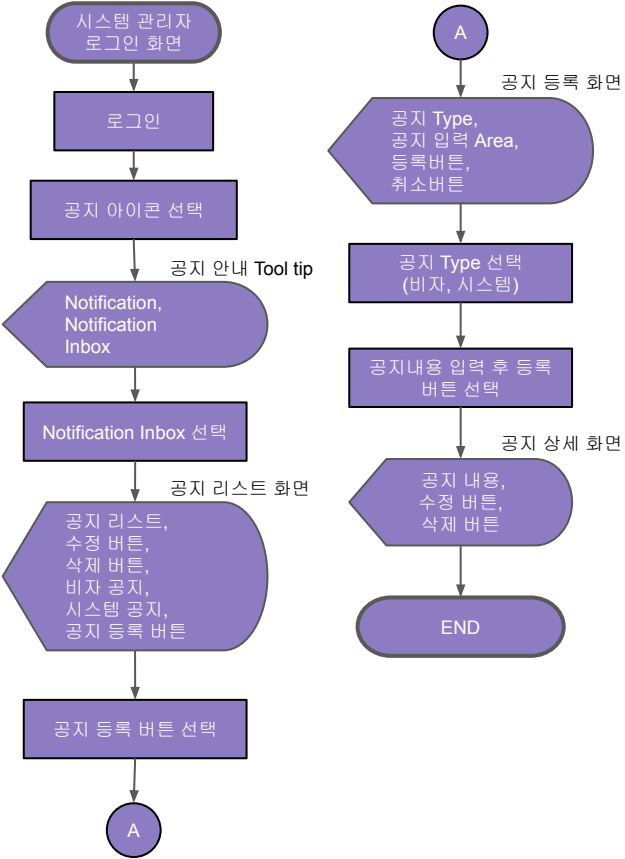 시스템 관리자
로그인 화면
로그인
공지 아이콘 선택
공지 안내 Tool tip
Notification,
Notification
Inbox
Notification Inbox 선택
공지 리스트 화면
공지 리스트,
수정 버튼,
삭제 버튼,
비자 공지,
시스템 공지,
공지 등록 버튼
공지 등록 버튼 선택
A
A
공지 등록 화면
공지 Type,
공지 입력 Area,
등록버튼,
취소버튼
공지 Type 선택
(비자, 시스템)
공지내용 입력 후 등록
버튼 선택
공지 상세 화면
공지 내용,
수정 버튼,
삭제 버튼
END